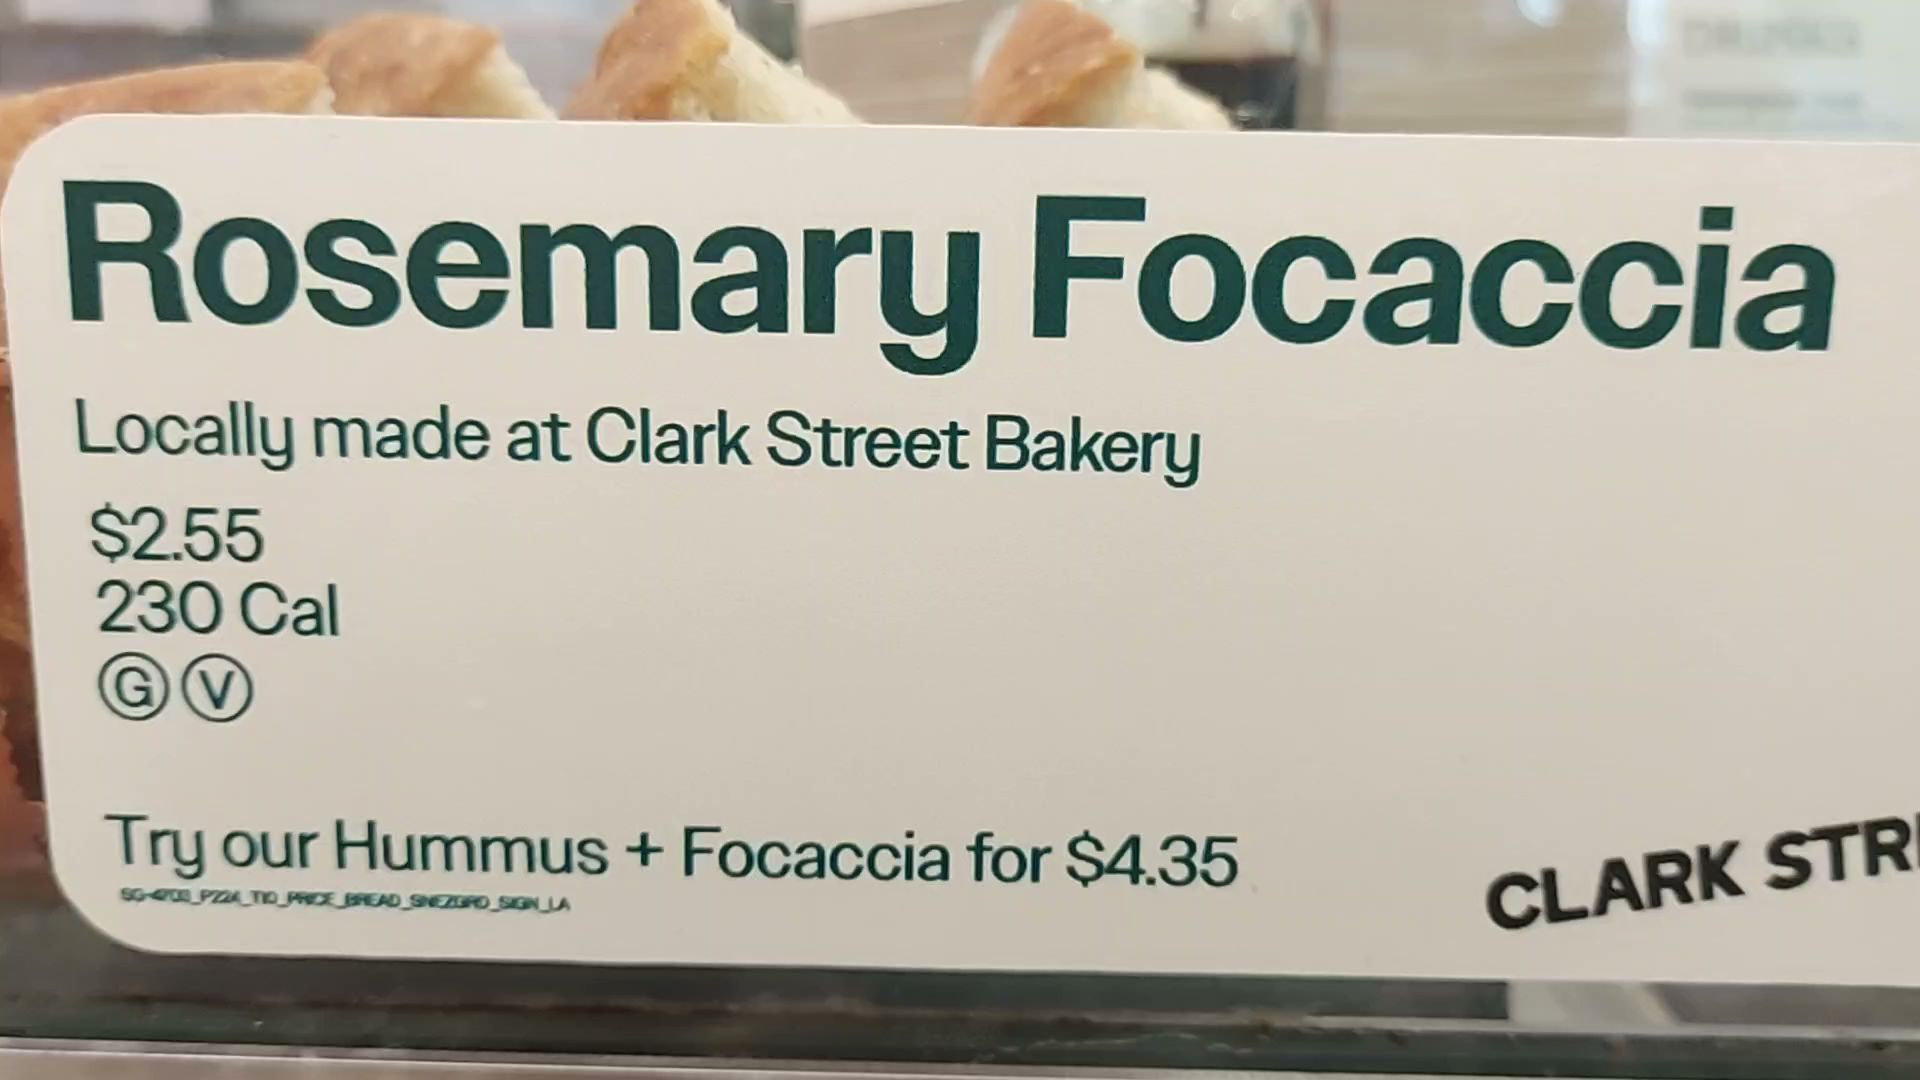 Rosemary Focaccia
Locally made at Clark Street Bakery
$2.55
230 Cal
G V
Try our Hummus + Focaccia for $4.35
CLARK STR